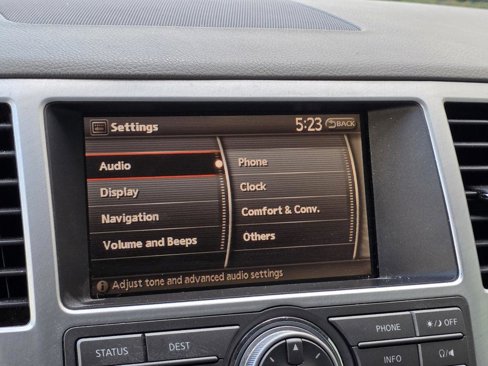 Settings 5:23 BACK
Audio Phone
Display Clock
Navigation Comfort & Conv.
Volume and Beeps Others
i Adjust tone and advanced audio settings
STATUS DEST PHONE OFF
INFO